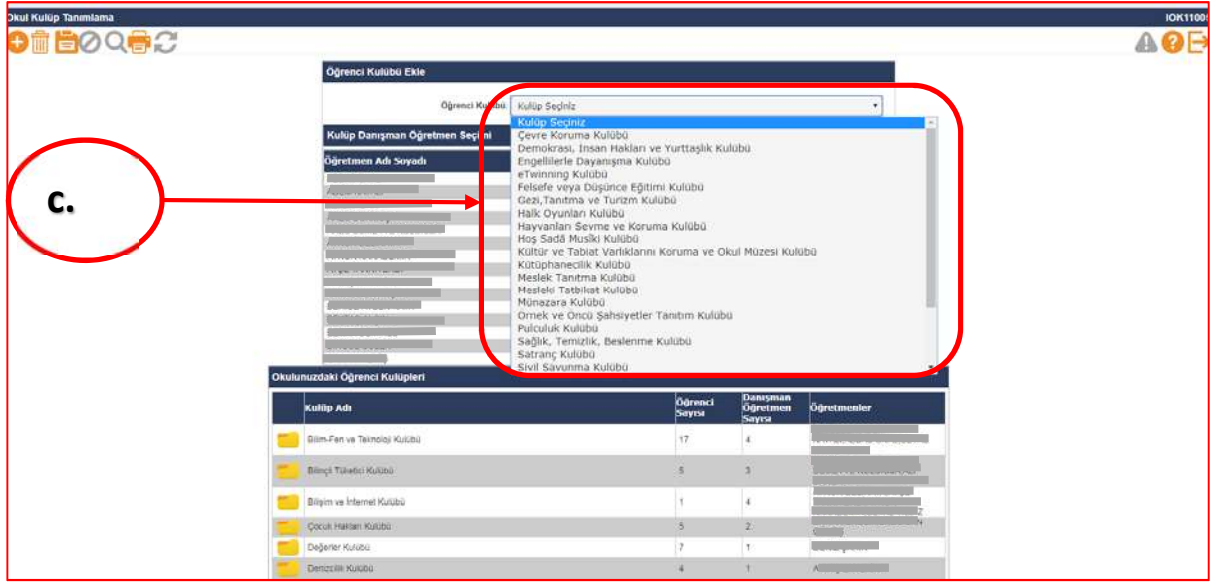 Okul Kulüp Tanımlama
IOK1100
Öğrenci Kulübü Ekle
Öğrenci Kulübü Kulüp Seçiniz
Kulüp Seçiniz
Kulüp Danışman Öğretmen Seçimi
Öğretmen Adı Soyadı
Çevre Koruma Kulübü
Demokrasi, İnsan Hakları ve Yurttaşlık Kulübü
Engellilerle Dayanışma Kulübü
eTwinning Kulübü
Felsefe veya Düşünce Eğitimi Kulübü
Gezi,Tanıtma ve Turizm Kulübü
Halk Oyunları Kulübü
Hayvanları Sevme ve Koruma Kulübü
Hoş Sadâ Musîki Kulübü
Kültür ve Tabiat Varlıklarını Koruma ve Okul Müzesi Kulübü
Kütüphanecilik Kulübü
Meslek Tanıtma Kulübü
Mesleki Tatbikat Kulübü
Münazara Kulübü
Örnek ve Öncü Şahsiyetler Tanıtım Kulübü
Pulculuk Kulübü
Sağlık, Temizlik, Beslenme Kulübü
Satranç Kulübü
Sivil Savunma Kulübü
c.
Okulunuzdaki Öğrenci Kulüpleri
Kulüp Adı Öğrenci Sayısı Danışman Öğretmen Sayısı Öğretmenler
Bilim-Fen ve Teknoloji Kulübü 17 4
Bilinçli Tüketici Kulübü 5 3
Bilişim ve İnternet Kulübü 1 4
Çocuk Hakları Kulübü 5 2
Değerler Kulübü 7 1
Denizcilik Kulübü 4 1